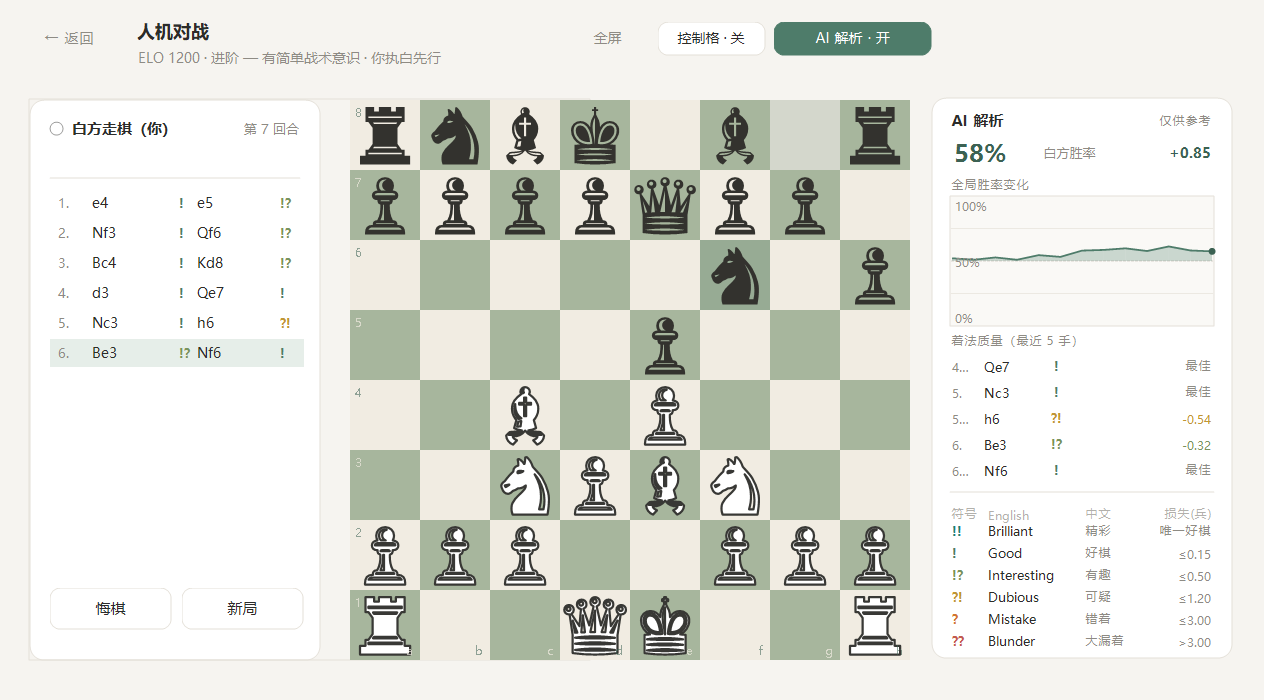 ← 返回
人机对战
ELO 1200 · 进阶 — 有简单战术意识 · 你执白先行
全屏
控制格 · 关
AI 解析 · 开
白方走棋（你）
第 7 回合
1. e4 ! e5 !?
2. Nf3 ! Qf6 !?
3. Bc4 ! Kd8 !?
4. d3 ! Qe7 !
5. Nc3 ! h6 ?!
6. Be3 !? Nf6 !
悔棋
新局
8
7
6
5
4
3
2
1
b
c
d
e
f
g
AI 解析
仅供参考
58% 白方胜率 +0.85
全局胜率变化
100%
50%
0%
着法质量（最近 5 手）
4... Qe7 ! 最佳
5. Nc3 ! 最佳
5... h6 ?! -0.54
6. Be3 !? -0.32
6... Nf6 ! 最佳
符号 English 中文 损失(兵)
!! Brilliant 精彩 唯一好棋
! Good 好棋 ≤0.15
!? Interesting 有趣 ≤0.50
?! Dubious 可疑 ≤1.20
? Mistake 错着 ≤3.00
?? Blunder 大漏着 >3.00